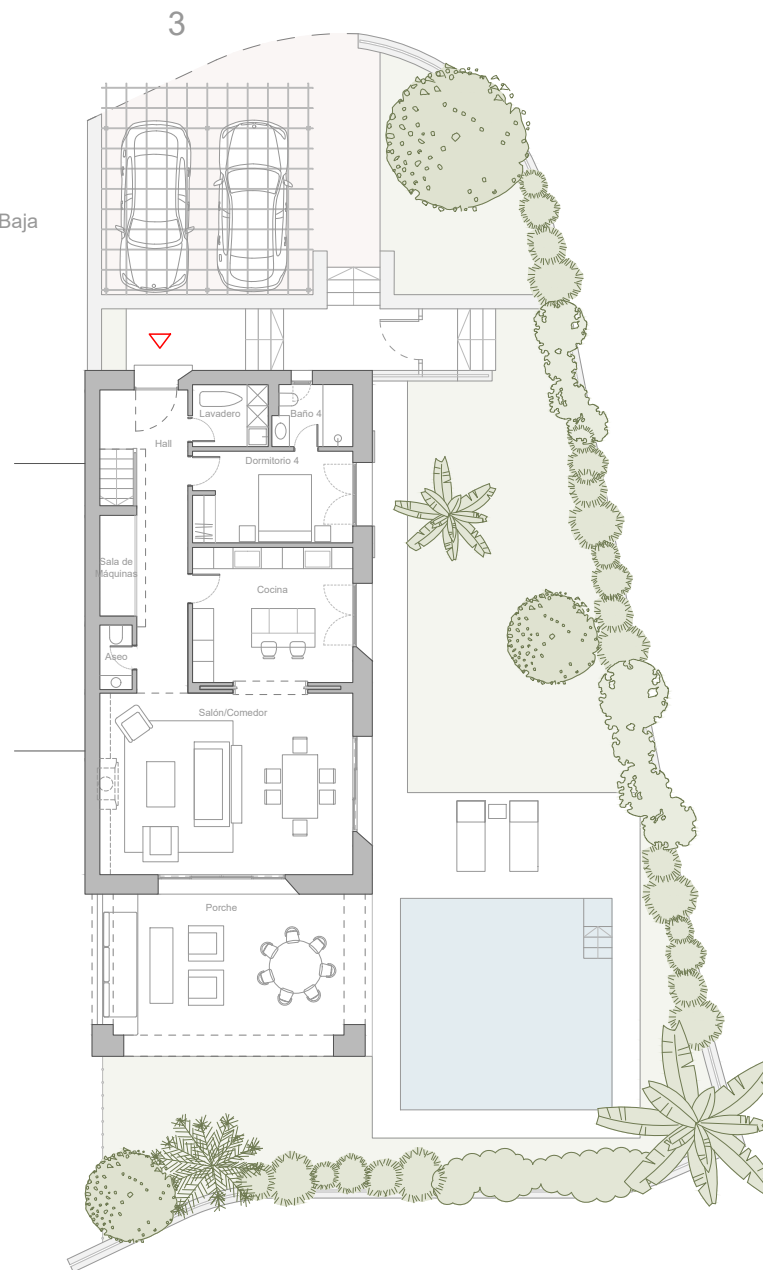 3
Baja
Lavadero
Baño 4
Hall
Dormitorio 4
Sala de
Máquinas
Cocina
Aseo
Salón/Comedor
Porche